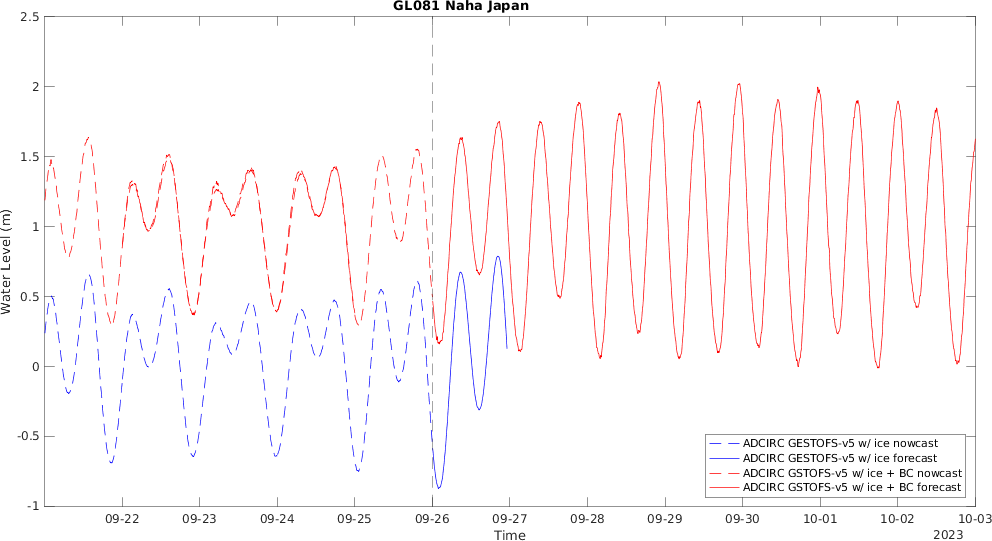 GL081 Naha Japan
2.5
2
1.5
1
0.5
0
-0.5
-1
Water Level (m)
09-22 09-23 09-24 09-25 09-26 09-27 09-28 09-29 09-30 10-01 10-02 10-03
Time
2023
ADCIRC GESTOFS-v5 w/ ice nowcast
ADCIRC GESTOFS-v5 w/ ice forecast
ADCIRC GSTOFS-v5 w/ ice + BC nowcast
ADCIRC GSTOFS-v5 w/ ice + BC forecast